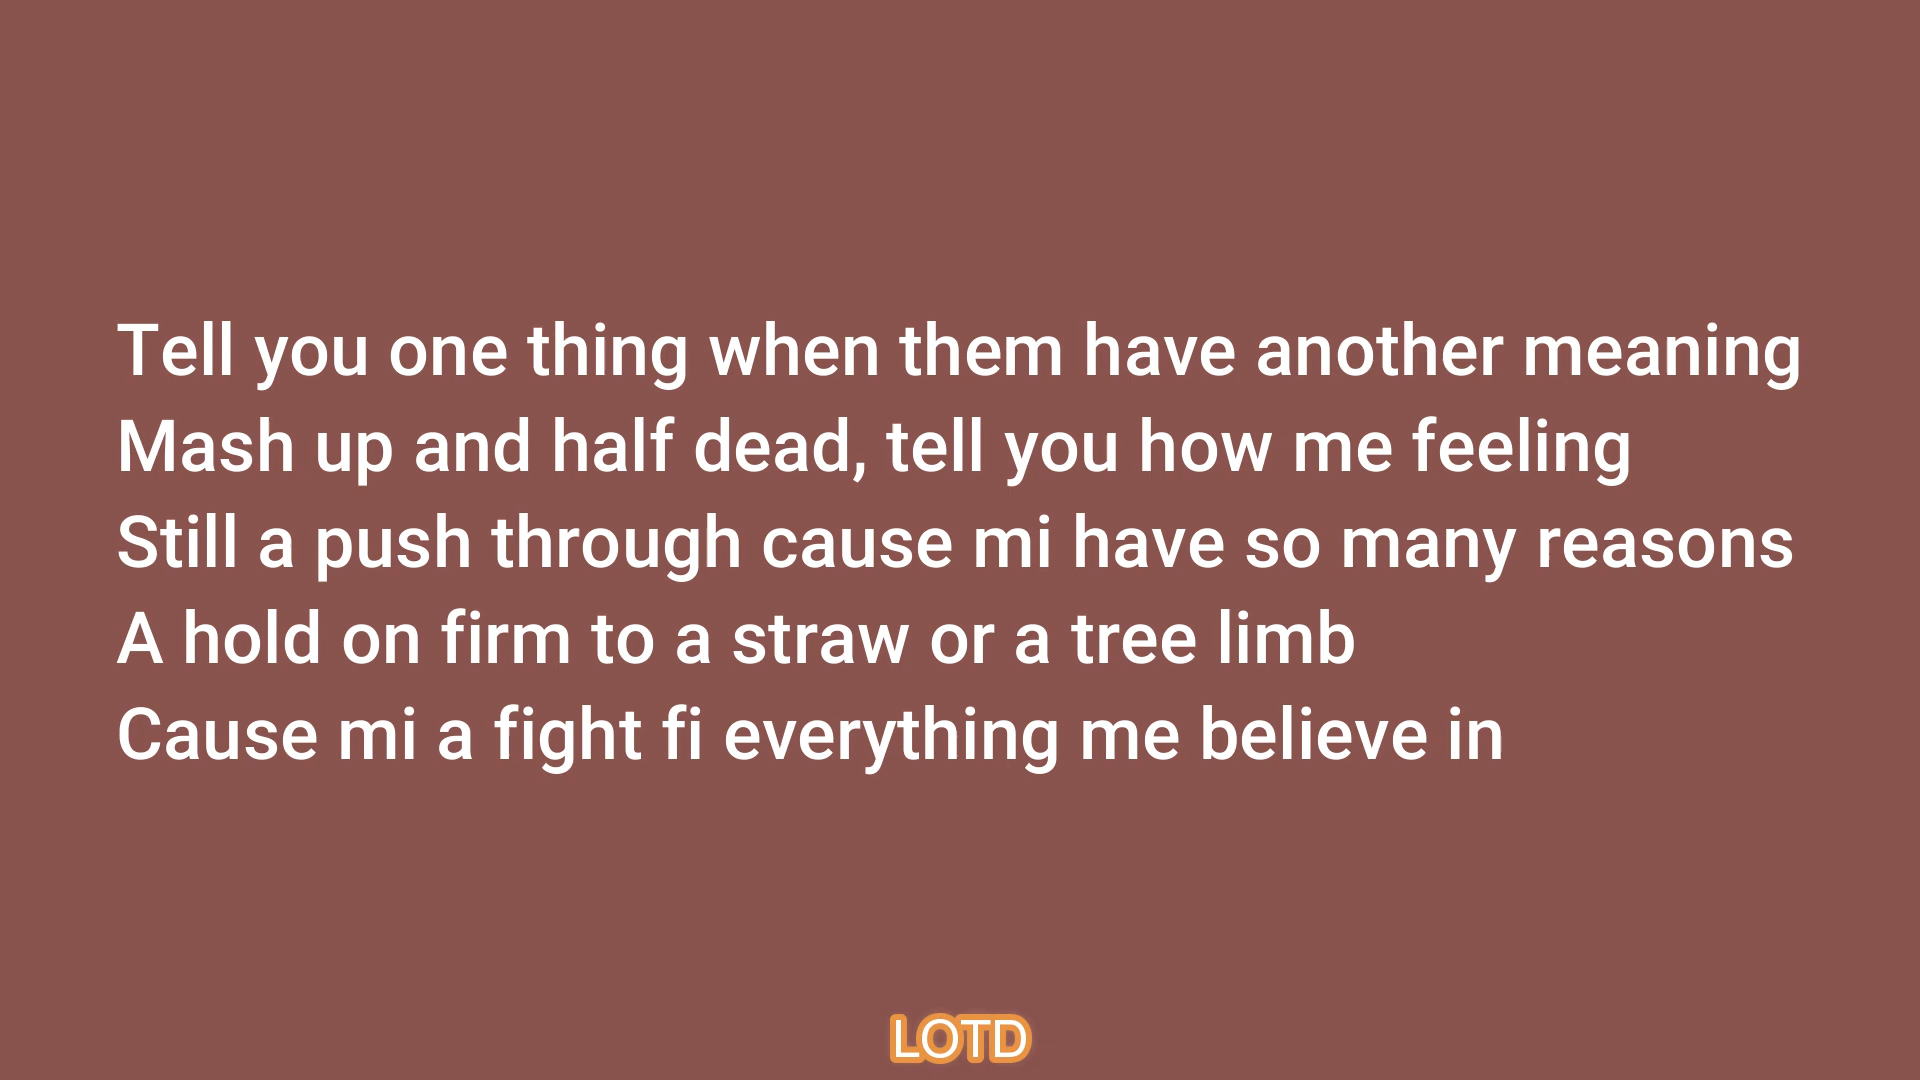 Tell you one thing when them have another meaning
Mash up and half dead, tell you how me feeling
Still a push through cause mi have so many reasons
A hold on firm to a straw or a tree limb
Cause mi a fight fi everything me believe in
LOTD